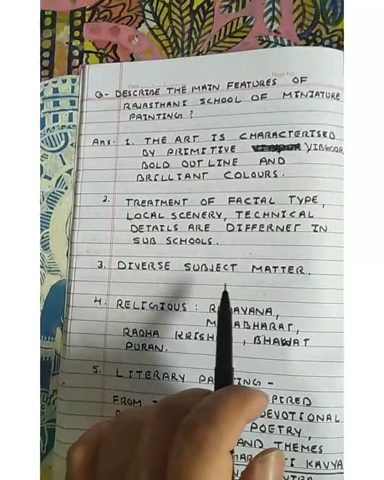 Q- DESCRIBE THE MAIN FEATURES OF
RAJASTHANI SCHOOL OF MINIATURE
PAINTING?
Ans: 1. THE ART IS CHARACTERISED
BY PRIMITIVE VIGOUR
BOLD OUTLINE AND
BRILLIANT COLOURS.
2. TREATMENT OF FACIAL TYPE,
LOCAL SCENERY, TECHNICAL
DETAILS ARE DIFFERNET IN
SUB SCHOOLS.
3. DIVERSE SUBJECT MATTER.
4. RELIGIOUS:
RADHA, BHAWAT
PURAN.
5. LITERARY
FROM
DEVOTIONAL
POETRY,
AND THEMES
KAVYA